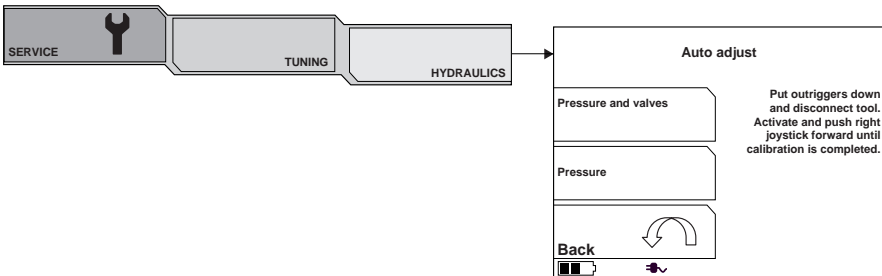 SERVICE
TUNING
HYDRAULICS
Auto adjust
Pressure and valves
Put outriggers down
and disconnect tool.
Activate and push right
joystick forward until
calibration is completed.
Pressure
Back